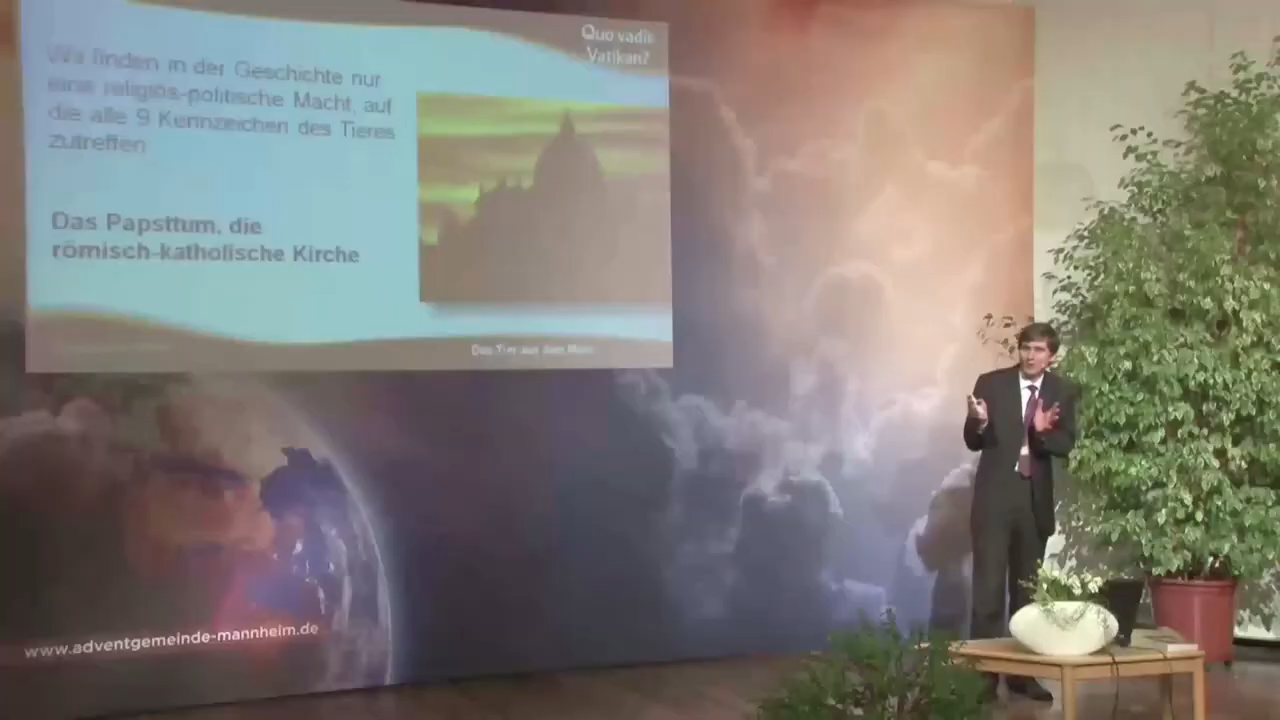 Quo vadis
Vatikan?
Wir finden in der Geschichte nur
eine religiös-politische Macht, auf
die alle 9 Kennzeichen des Tieres
zutreffen
Das Papsttum, die
römisch-katholische Kirche
Das Tier aus dem Meer
www.adventgemeinde-mannheim.de